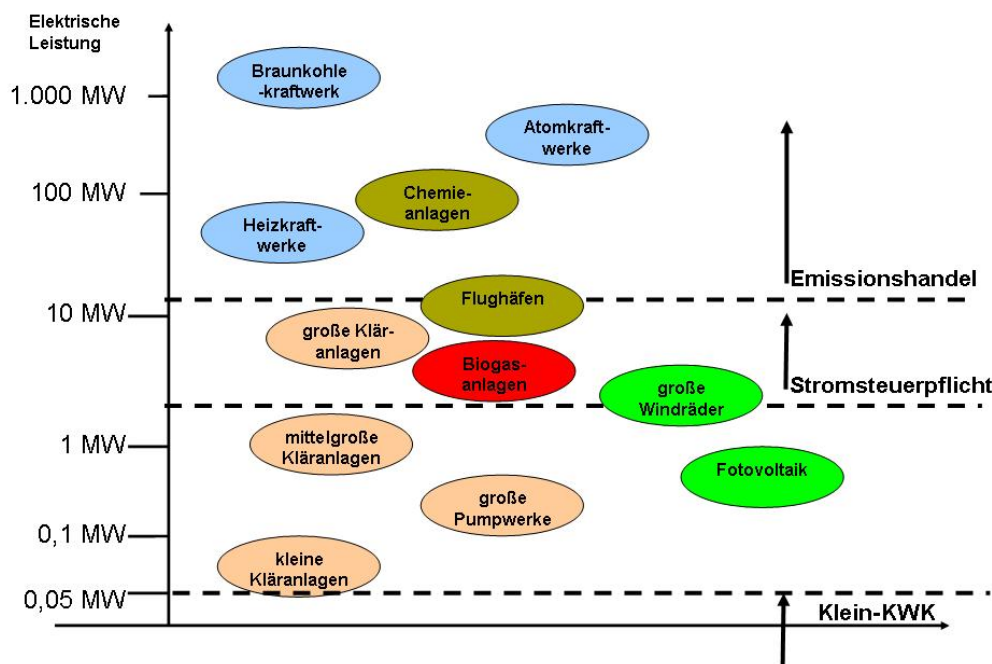 Elektrische
Leistung
1.000 MW
100 MW
10 MW
1 MW
0,1 MW
0,05 MW
Braunkohle
-kraftwerk
Atomkraft-
werke
Chemie-
anlagen
Heizkraft-
werke
Emissionshandel
Flughäfen
große Klär-
anlagen
Biogas-
anlagen
große
Windräder
Stromsteuerpflicht
mittelgroße
Kläranlagen
Fotovoltaik
große
Pumpwerke
kleine
Kläranlagen
Klein-KWK